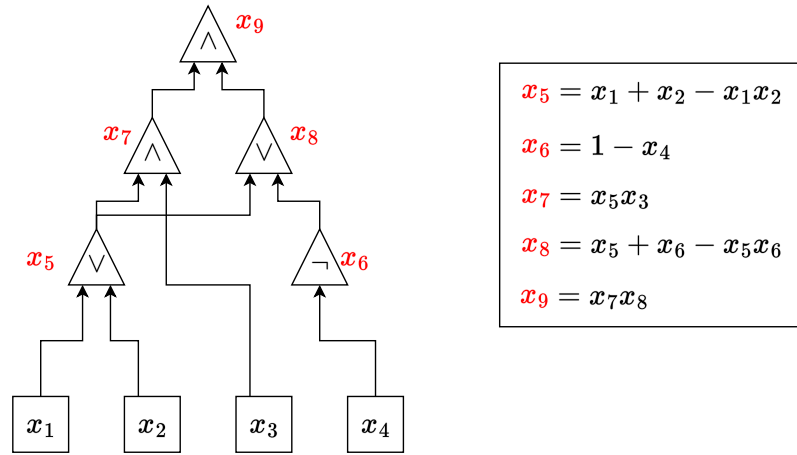 ∧ x₉
x₇ ∧ ∨ x₈
x₅ ∨ ¬ x₆
x₁ x₂ x₃ x₄
x₅ = x₁ + x₂ − x₁x₂
x₆ = 1 − x₄
x₇ = x₅x₃
x₈ = x₅ + x₆ − x₅x₆
x₉ = x₇x₈